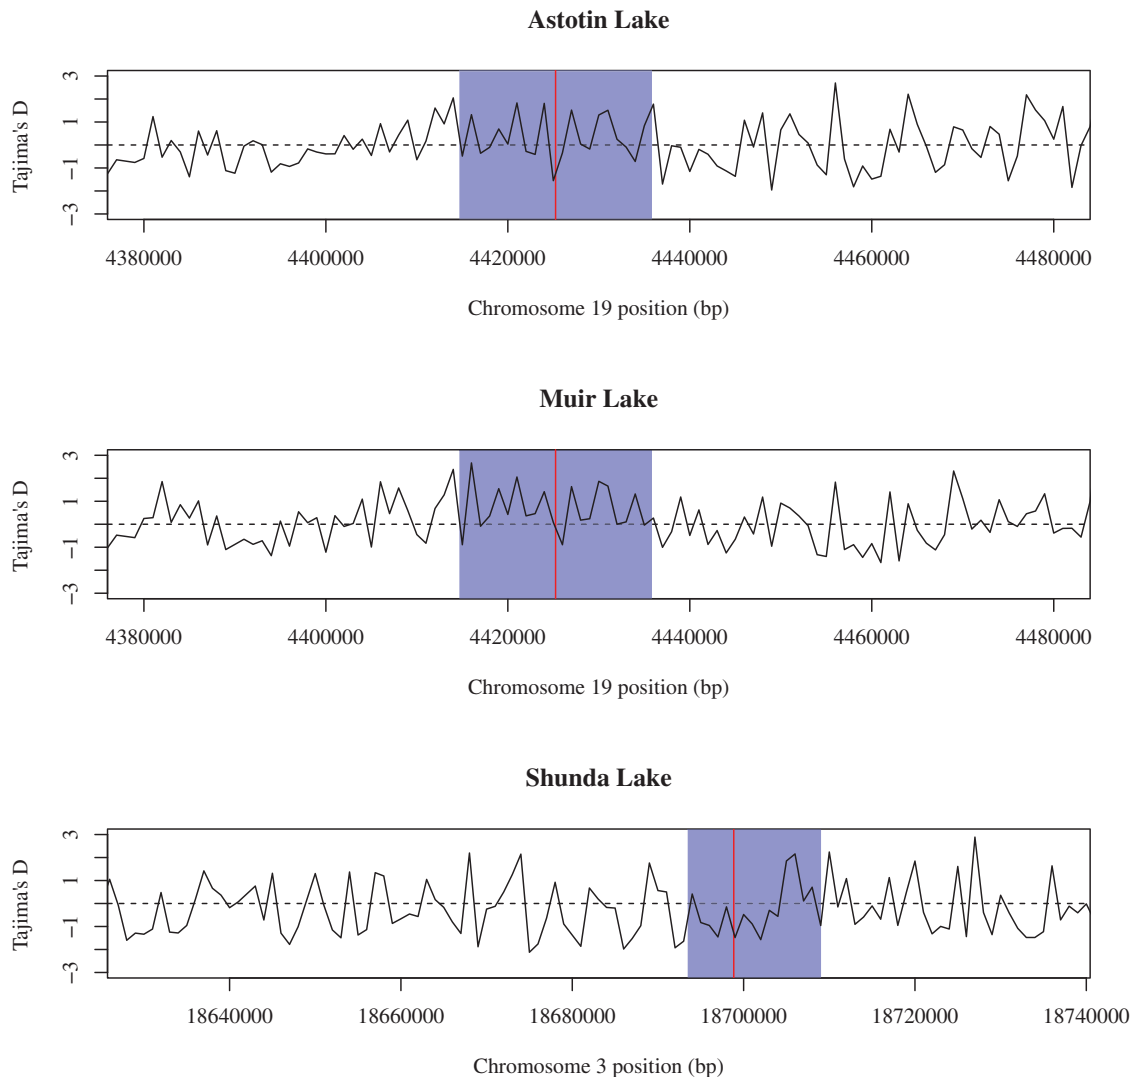 Astotin Lake
Tajima's D
3
1
−1
−3
4380000 4400000 4420000 4440000 4460000 4480000
Chromosome 19 position (bp)
Muir Lake
Tajima's D
3
1
−1
−3
4380000 4400000 4420000 4440000 4460000 4480000
Chromosome 19 position (bp)
Shunda Lake
Tajima's D
3
1
−1
−3
18640000 18660000 18680000 18700000 18720000 18740000
Chromosome 3 position (bp)